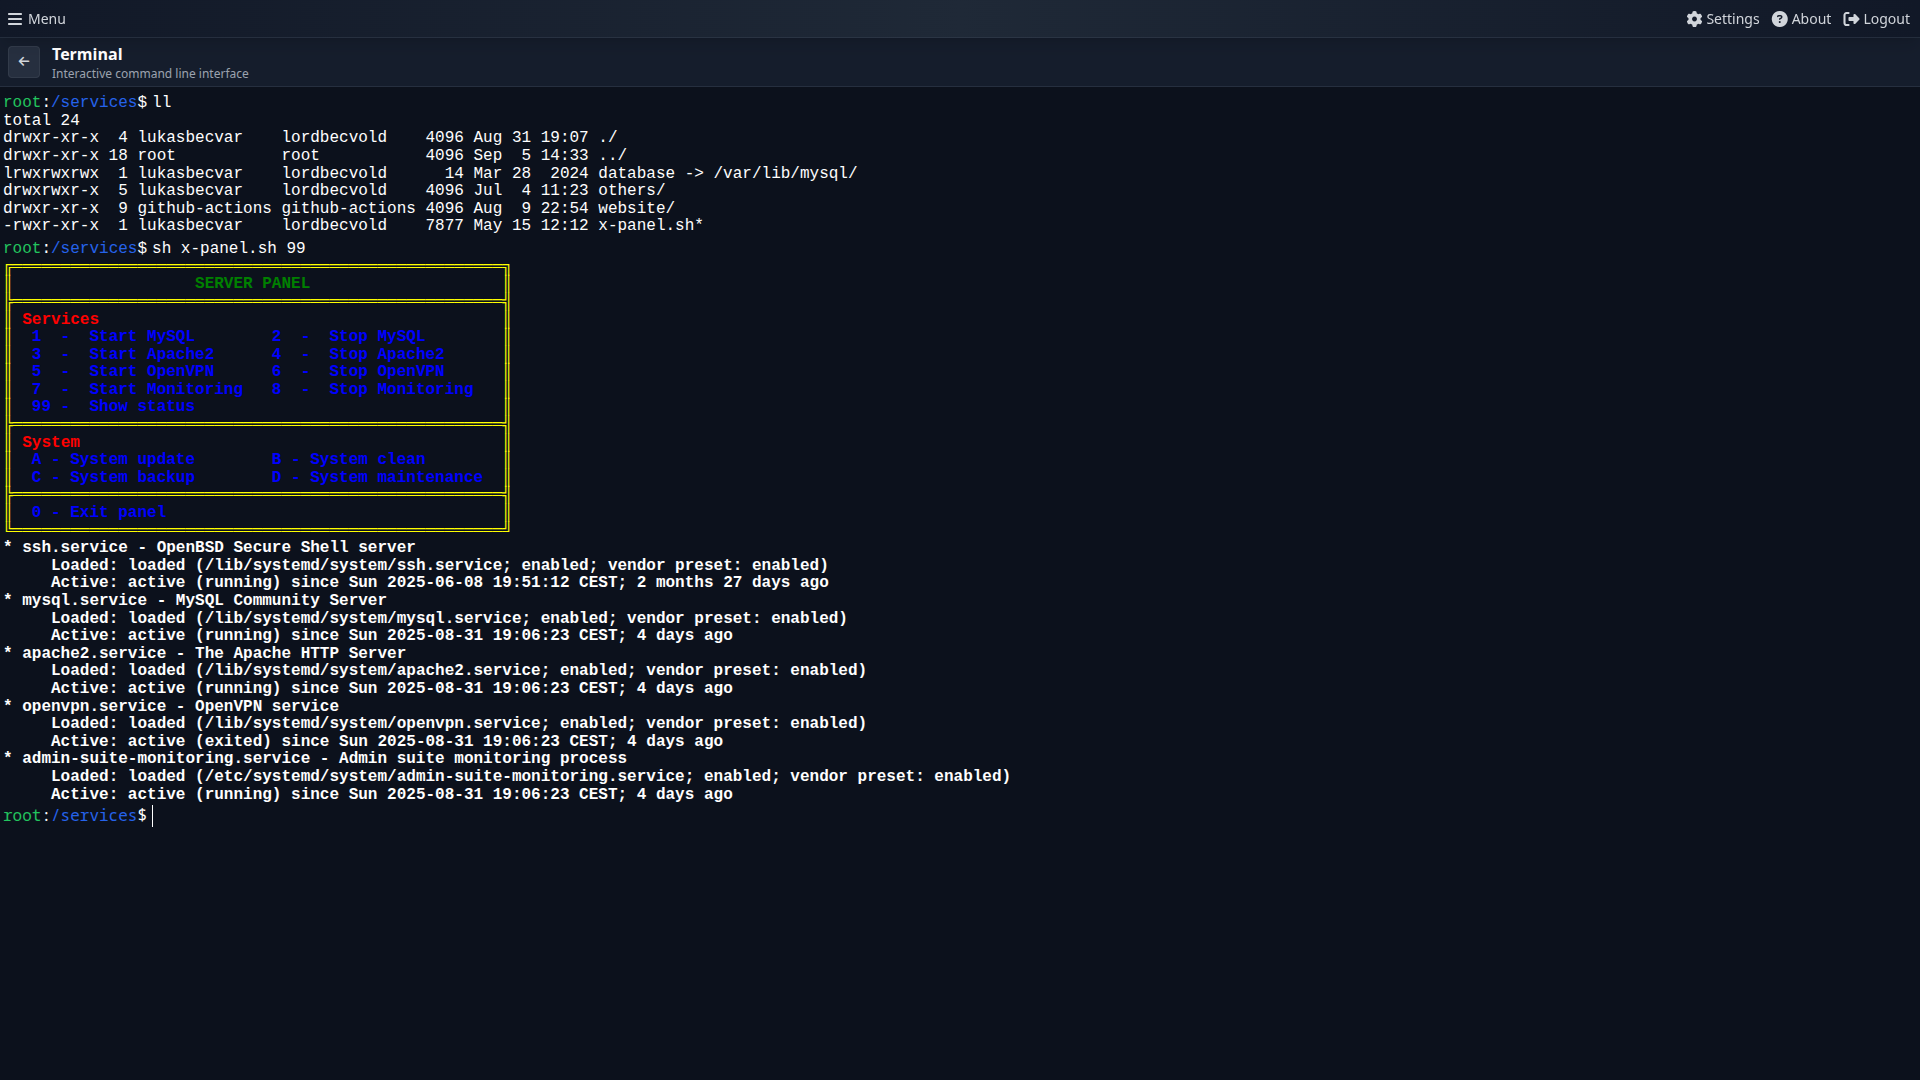 Menu
Settings
About
Logout
Terminal
Interactive command line interface
root:/services$ ll
total 24
drwxr-xr-x  4 lukasbecvar    lordbecvold    4096 Aug 31 19:07 ./
drwxr-xr-x 18 root           root           4096 Sep  5 14:33 ../
lrwxrwxrwx  1 lukasbecvar    lordbecvold      14 Mar 28  2024 database -> /var/lib/mysql/
drwxrwxr-x  5 lukasbecvar    lordbecvold    4096 Jul  4 11:23 others/
drwxr-xr-x  9 github-actions github-actions 4096 Aug  9 22:54 website/
-rwxr-xr-x  1 lukasbecvar    lordbecvold    7877 May 15 12:12 x-panel.sh*
root:/services$ sh x-panel.sh 99
SERVER PANEL
Services
1  -  Start MySQL        2  -  Stop MySQL
3  -  Start Apache2      4  -  Stop Apache2
5  -  Start OpenVPN      6  -  Stop OpenVPN
7  -  Start Monitoring   8  -  Stop Monitoring
99 -  Show status
System
A - System update        B - System clean
C - System backup        D - System maintenance
0 - Exit panel
* ssh.service - OpenBSD Secure Shell server
     Loaded: loaded (/lib/systemd/system/ssh.service; enabled; vendor preset: enabled)
     Active: active (running) since Sun 2025-06-08 19:51:12 CEST; 2 months 27 days ago
* mysql.service - MySQL Community Server
     Loaded: loaded (/lib/systemd/system/mysql.service; enabled; vendor preset: enabled)
     Active: active (running) since Sun 2025-08-31 19:06:23 CEST; 4 days ago
* apache2.service - The Apache HTTP Server
     Loaded: loaded (/lib/systemd/system/apache2.service; enabled; vendor preset: enabled)
     Active: active (running) since Sun 2025-08-31 19:06:23 CEST; 4 days ago
* openvpn.service - OpenVPN service
     Loaded: loaded (/lib/systemd/system/openvpn.service; enabled; vendor preset: enabled)
     Active: active (exited) since Sun 2025-08-31 19:06:23 CEST; 4 days ago
* admin-suite-monitoring.service - Admin suite monitoring process
     Loaded: loaded (/etc/systemd/system/admin-suite-monitoring.service; enabled; vendor preset: enabled)
     Active: active (running) since Sun 2025-08-31 19:06:23 CEST; 4 days ago
root:/services$